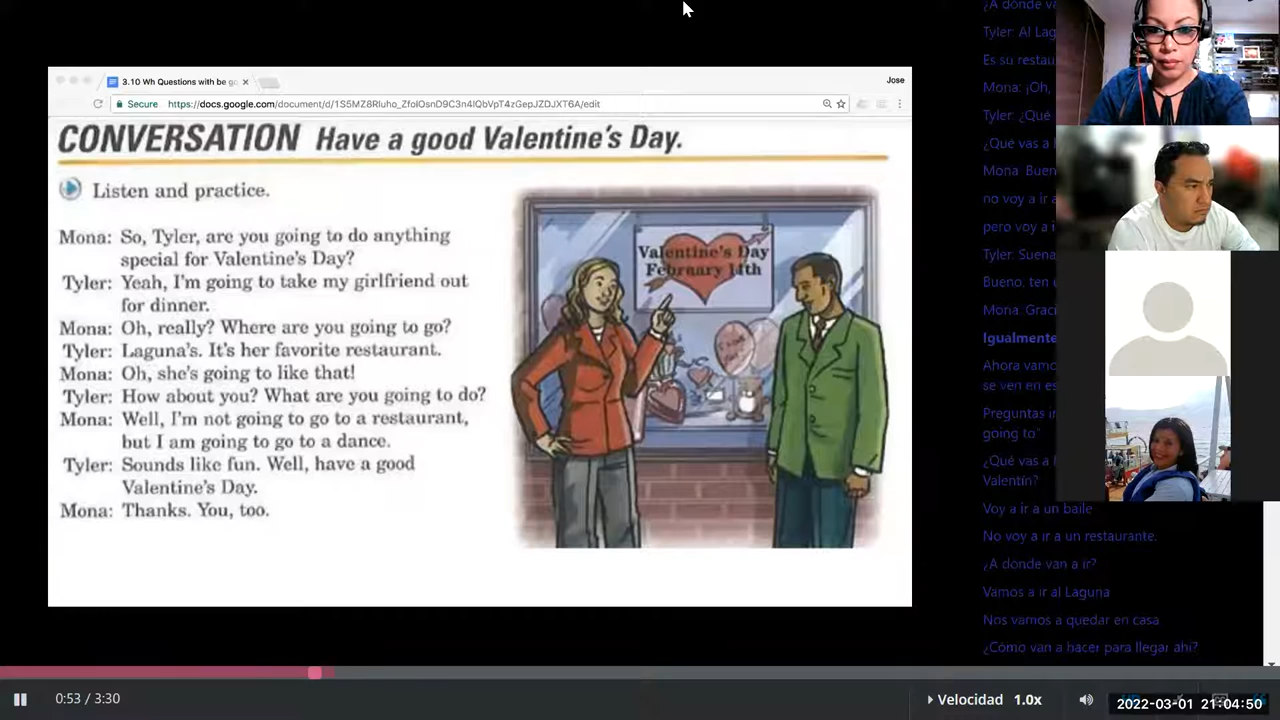 3.10 Wh Questions with be go
Jose
Secure https://docs.google.com/document/d/1S5MZ8Rluho_ZfoIOsnD9C3n4IQbVpT4zGepJZDJXT6A/edit
CONVERSATION Have a good Valentine's Day.
Listen and practice.
Mona: So, Tyler, are you going to do anything
special for Valentine's Day?
Tyler: Yeah, I'm going to take my girlfriend out
for dinner.
Mona: Oh, really? Where are you going to go?
Tyler: Laguna's. It's her favorite restaurant.
Mona: Oh, she's going to like that!
Tyler: How about you? What are you going to do?
Mona: Well, I'm not going to go to a restaurant,
but I am going to go to a dance.
Tyler: Sounds like fun. Well, have a good
Valentine's Day.
Mona: Thanks. You, too.
Valentine's Day
February 14th
¿A dónde va
Tyler: Al Lag
Es su restau
Mona: ¡Oh,
Tyler: ¿Qué
¿Qué vas a
Mona: Buen
no voy a ir a
pero voy a i
Tyler: Suena
Bueno, ten
Mona: Graci
Igualmente
Ahora vamo
se ven en es
Preguntas
going to"
¿Qué vas a
Valentín?
Voy a ir a un baile
No voy a ir a un restaurante.
¿A dónde van a ir?
Vamos a ir al Laguna
Nos vamos a quedar en casa
¿Cómo van a hacer para llegar ahí?
0:53 / 3:30
Velocidad 1.0x
2022-03-01 21:04:50